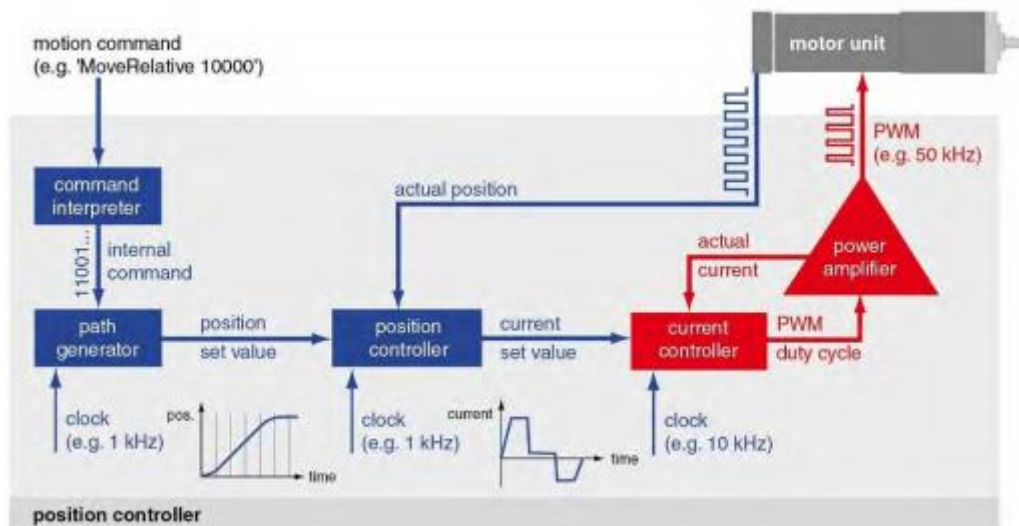 motion command
(e.g. 'MoveRelative 10000')
motor unit
PWM
(e.g. 50 kHz)
command
interpreter
actual position
11001...
internal
command
actual
current
power
amplifier
path
generator
position
set value
position
controller
current
set value
current
controller
PWM
duty cycle
clock
(e.g. 1 kHz)
pos.
time
clock
(e.g. 1 kHz)
current
time
clock
(e.g. 10 kHz)
position controller